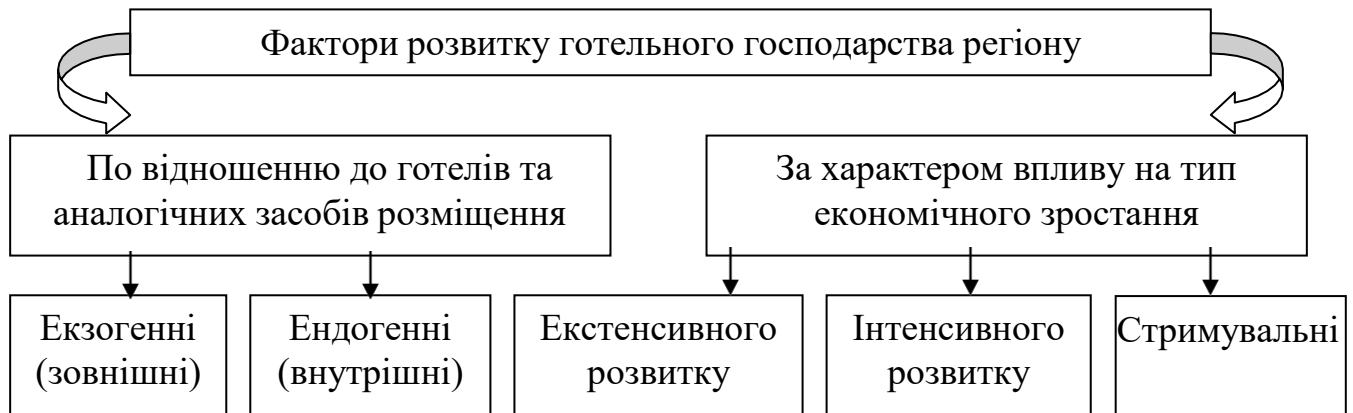 Фактори розвитку готельного господарства регіону
По відношенню до готелів та
аналогічних засобів розміщення
За характером впливу на тип
економічного зростання
Екзогенні
(зовнішні)
Ендогенні
(внутрішні)
Екстенсивного
розвитку
Інтенсивного
розвитку
Стримувальні